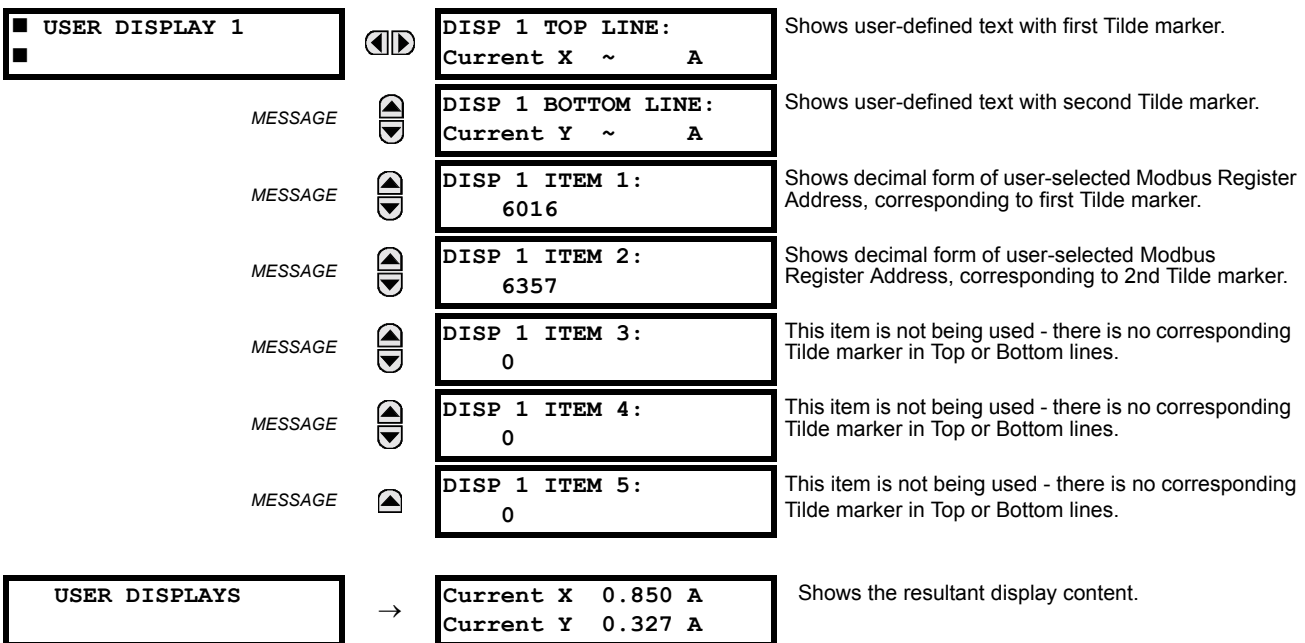 ■ USER DISPLAY 1
■
DISP 1 TOP LINE:
Current X ~ A
Shows user-defined text with first Tilde marker.
MESSAGE
DISP 1 BOTTOM LINE:
Current Y ~ A
Shows user-defined text with second Tilde marker.
MESSAGE
DISP 1 ITEM 1:
6016
Shows decimal form of user-selected Modbus Register
Address, corresponding to first Tilde marker.
MESSAGE
DISP 1 ITEM 2:
6357
Shows decimal form of user-selected Modbus
Register Address, corresponding to 2nd Tilde marker.
MESSAGE
DISP 1 ITEM 3:
0
This item is not being used - there is no corresponding
Tilde marker in Top or Bottom lines.
MESSAGE
DISP 1 ITEM 4:
0
This item is not being used - there is no corresponding
Tilde marker in Top or Bottom lines.
MESSAGE
DISP 1 ITEM 5:
0
This item is not being used - there is no corresponding
Tilde marker in Top or Bottom lines.
USER DISPLAYS
→
Current X 0.850 A
Current Y 0.327 A
Shows the resultant display content.